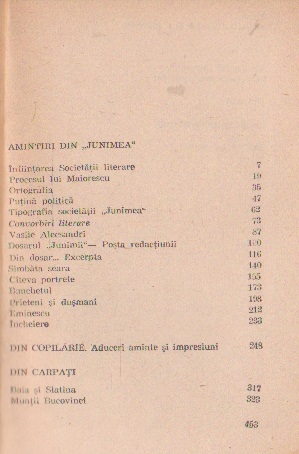 AMINTIRI DIN „JUNIMEA“
Înființarea Societății literare 7
Procesul lui Maiorescu 19
Ortografia 35
Puțină politică 47
Tipografia societății „Junimea“ 62
Convorbiri literare 73
Vasile Alecsandri 87
Dosarul „Junimii“ — Poșta redacțiunii 100
Din dosar... Excerpta 116
Sîmbăta seara 140
Cîteva portrete 155
Banchetul 173
Prieteni și dușmani 198
Eminescu 212
Încheiere 233
DIN COPILĂRIE. Aduceri aminte și impresiuni 248
DIN CARPAȚI
Baia și Slatina 317
Munții Bucovinei 323
453